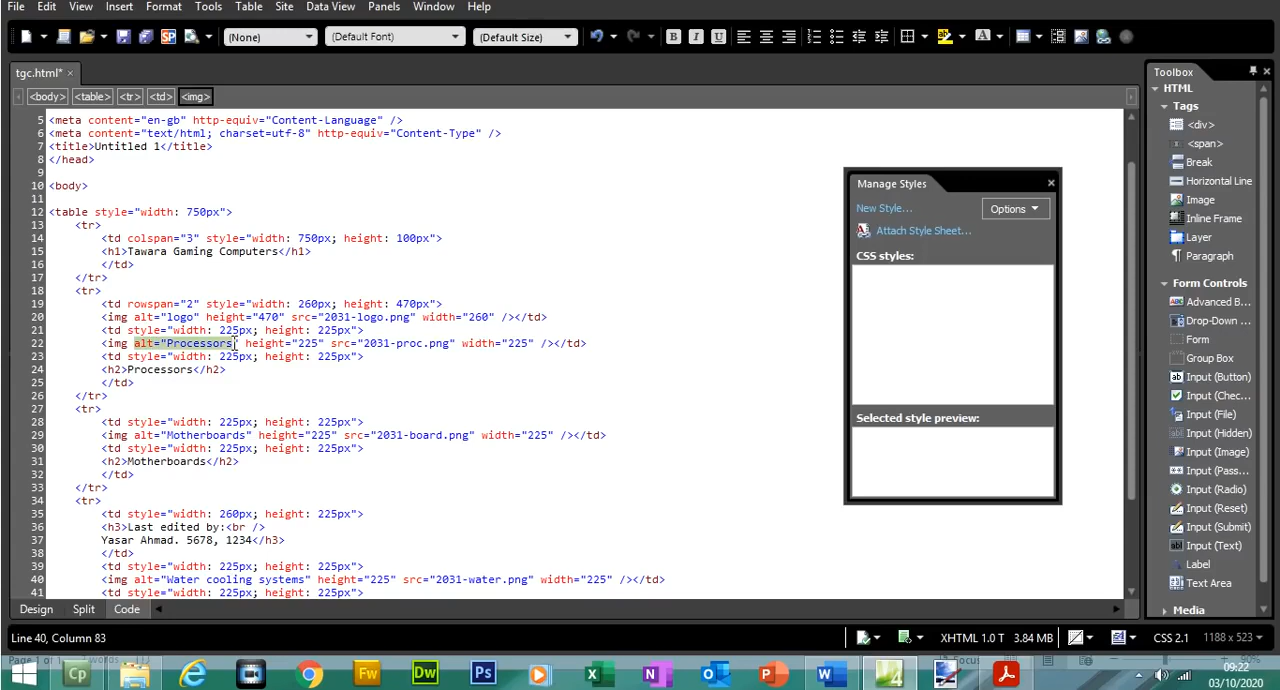 File Edit View Insert Format Tools Table Site Data View Panels Window Help
(None) (Default Font) (Default Size) B I U
tgc.html* ×
<body> <table> <tr> <td> <img>
5 <meta content="en-gb" http-equiv="Content-Language" />
6 <meta content="text/html; charset=utf-8" http-equiv="Content-Type" />
7 <title>Untitled 1</title>
8 </head>
9
10 <body>
11
12 <table style="width: 750px">
13 <tr>
14 <td colspan="3" style="width: 750px; height: 100px">
15 <h1>Tawara Gaming Computers</h1>
16 </td>
17 </tr>
18 <tr>
19 <td rowspan="2" style="width: 260px; height: 470px">
20 <img alt="logo" height="470" src="2031-logo.png" width="260" /></td>
21 <td style="width: 225px; height: 225px">
22 <img alt="Processors" height="225" src="2031-proc.png" width="225" /></td>
23 <td style="width: 225px; height: 225px">
24 <h2>Processors</h2>
25 </td>
26 </tr>
27 <tr>
28 <td style="width: 225px; height: 225px">
29 <img alt="Motherboards" height="225" src="2031-board.png" width="225" /></td>
30 <td style="width: 225px; height: 225px">
31 <h2>Motherboards</h2>
32 </td>
33 </tr>
34 <tr>
35 <td style="width: 260px; height: 225px">
36 <h3>Last edited by:<br />
37 Yasar Ahmad. 5678, 1234</h3>
38 </td>
39 <td style="width: 225px; height: 225px">
40 <img alt="Water cooling systems" height="225" src="2031-water.png" width="225" /></td>
41 <td style="width: 225px; height: 225px">
Manage Styles
New Style...
Options
Attach Style Sheet...
CSS styles:
Selected style preview:
Toolbox
HTML
Tags
<div>
<span>
Break
Horizontal Line
Image
Inline Frame
Layer
Paragraph
Form Controls
Advanced B...
Drop-Down ...
Form
Group Box
Input (Button)
Input (Chec...
Input (File)
Input (Hidden)
Input (Image)
Input (Pass...
Input (Radio)
Input (Reset)
Input (Submit)
Input (Text)
Label
Text Area
Media
Design Split Code
Line 40, Column 83
XHTML 1.0 T 3.84 MB CSS 2.1 1188 x 523
Cp Fw Dw Ps
09:22
03/10/2020